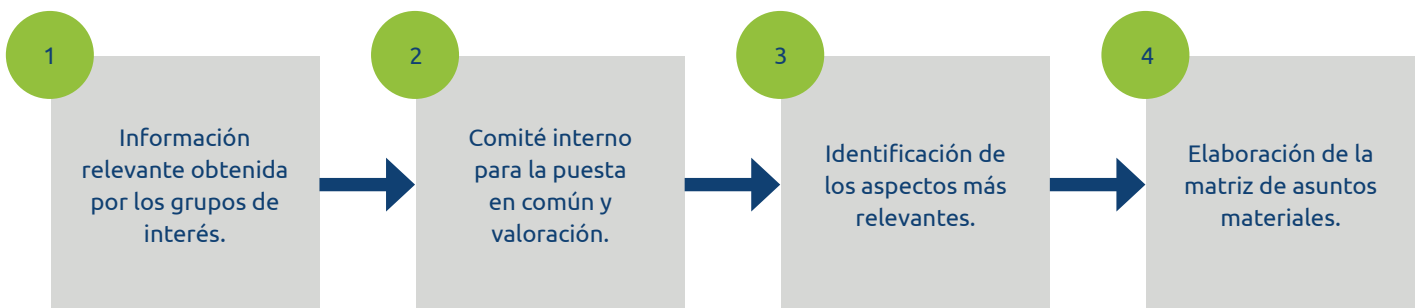 1
Información
relevante obtenida
por los grupos de
interés.
2
Comité interno
para la puesta
en común y
valoración.
3
Identificación de
los aspectos más
relevantes.
4
Elaboración de la
matriz de asuntos
materiales.